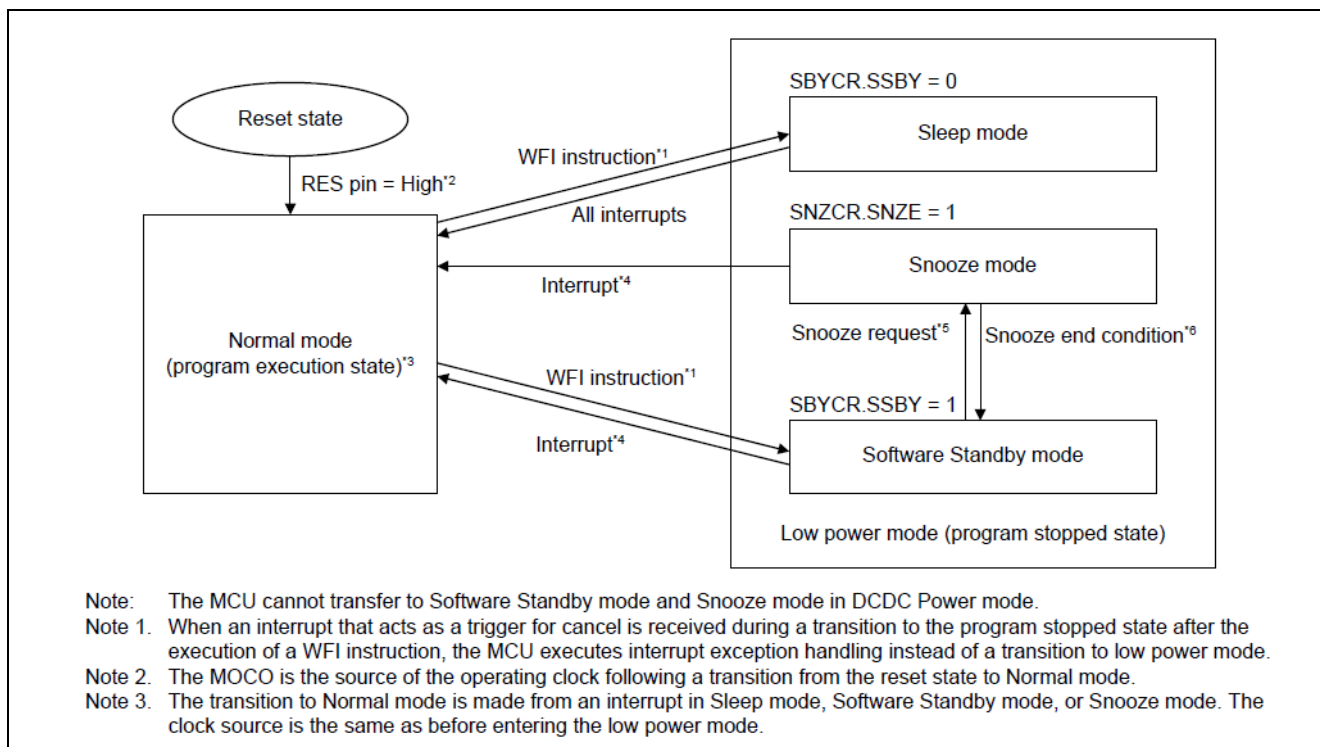 Reset state
RES pin = High*2
Normal mode
(program execution state)*3
WFI instruction*1
All interrupts
Interrupt*4
WFI instruction*1
Interrupt*4
SBYCR.SSBY = 0
Sleep mode
SNZCR.SNZE = 1
Snooze mode
Snooze request*5
Snooze end condition*6
SBYCR.SSBY = 1
Software Standby mode
Low power mode (program stopped state)
Note: The MCU cannot transfer to Software Standby mode and Snooze mode in DCDC Power mode.
Note 1. When an interrupt that acts as a trigger for cancel is received during a transition to the program stopped state after the
execution of a WFI instruction, the MCU executes interrupt exception handling instead of a transition to low power mode.
Note 2. The MOCO is the source of the operating clock following a transition from the reset state to Normal mode.
Note 3. The transition to Normal mode is made from an interrupt in Sleep mode, Software Standby mode, or Snooze mode. The
clock source is the same as before entering the low power mode.